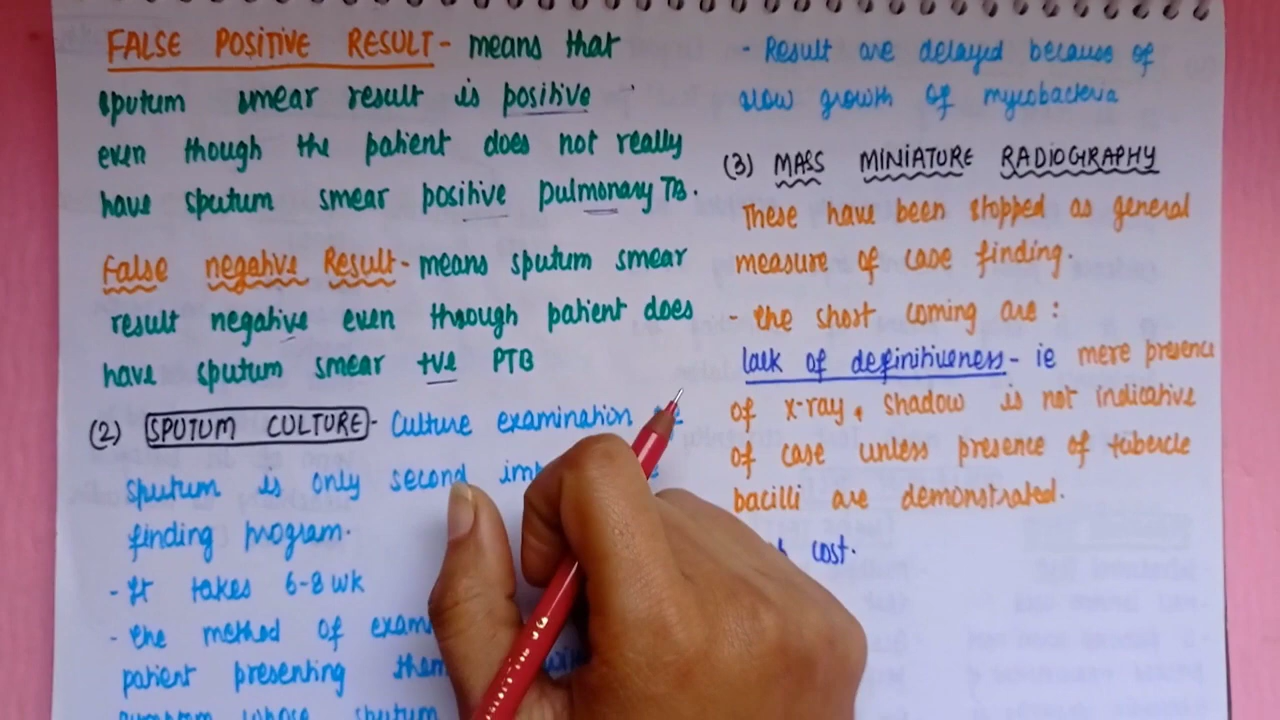 FALSE POSITIVE RESULT- means that
sputum smear result is positive
even though the patient does not really
have sputum smear positive pulmonary TB.
False negative Result- means sputum smear
result negative even through patient does
have sputum smear +ve PTB
(2) SPUTUM CULTURE- Culture examination
sputum is only second
finding program.
- It takes 6-8 wk
- the method of
patient presenting
symptom whose sputum
- Result are delayed because of
slow growth of mycobacteria
(3) MASS MINIATURE RADIOGRAPHY
These have been stopped as general
measure of case finding.
- the short coming are:
lack of definitiveness- ie mere presence
of x-ray, shadow is not indicative
of case unless presence of tubercle
bacilli are demonstrated.
cost.